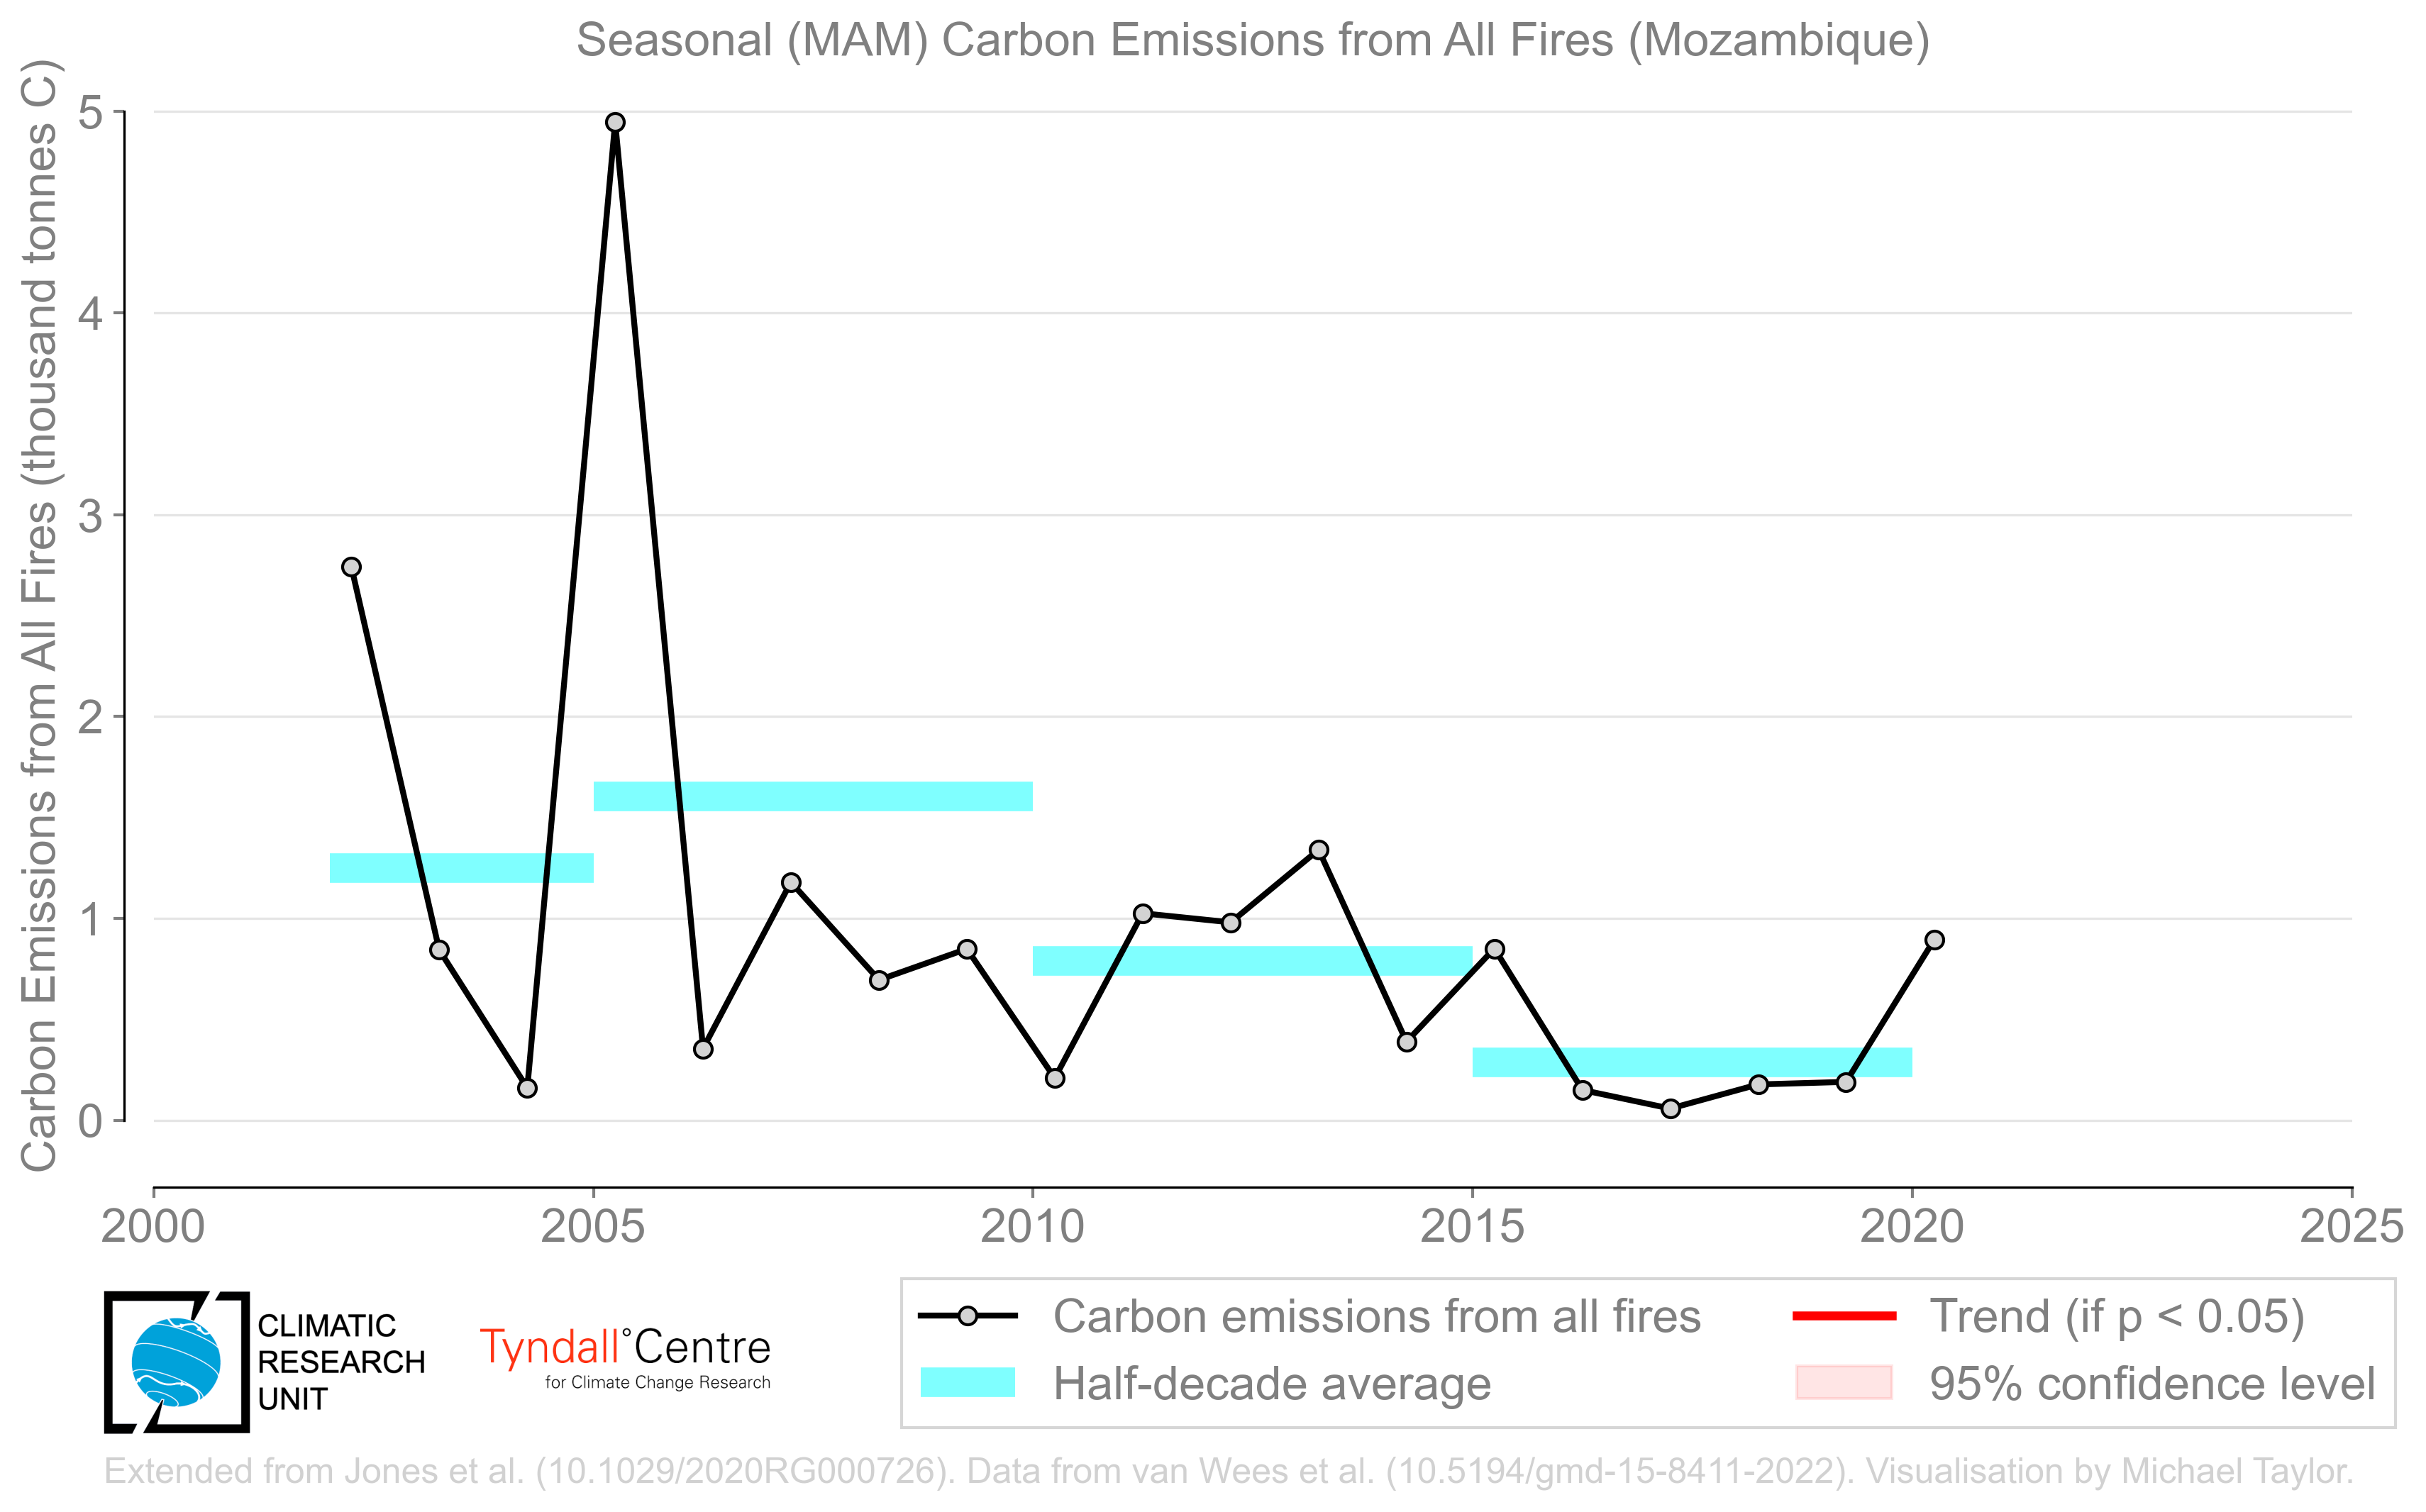 Seasonal (MAM) Carbon Emissions from All Fires (Mozambique)
Carbon Emissions from All Fires (thousand tonnes C)
5
4
3
2
1
0
2000
2005
2010
2015
2020
2025
CLIMATIC
RESEARCH
UNIT
Tyndall°Centre
for Climate Change Research
Carbon emissions from all fires
Half-decade average
Trend (if p < 0.05)
95% confidence level
Extended from Jones et al. (10.1029/2020RG000726). Data from van Wees et al. (10.5194/gmd-15-8411-2022). Visualisation by Michael Taylor.